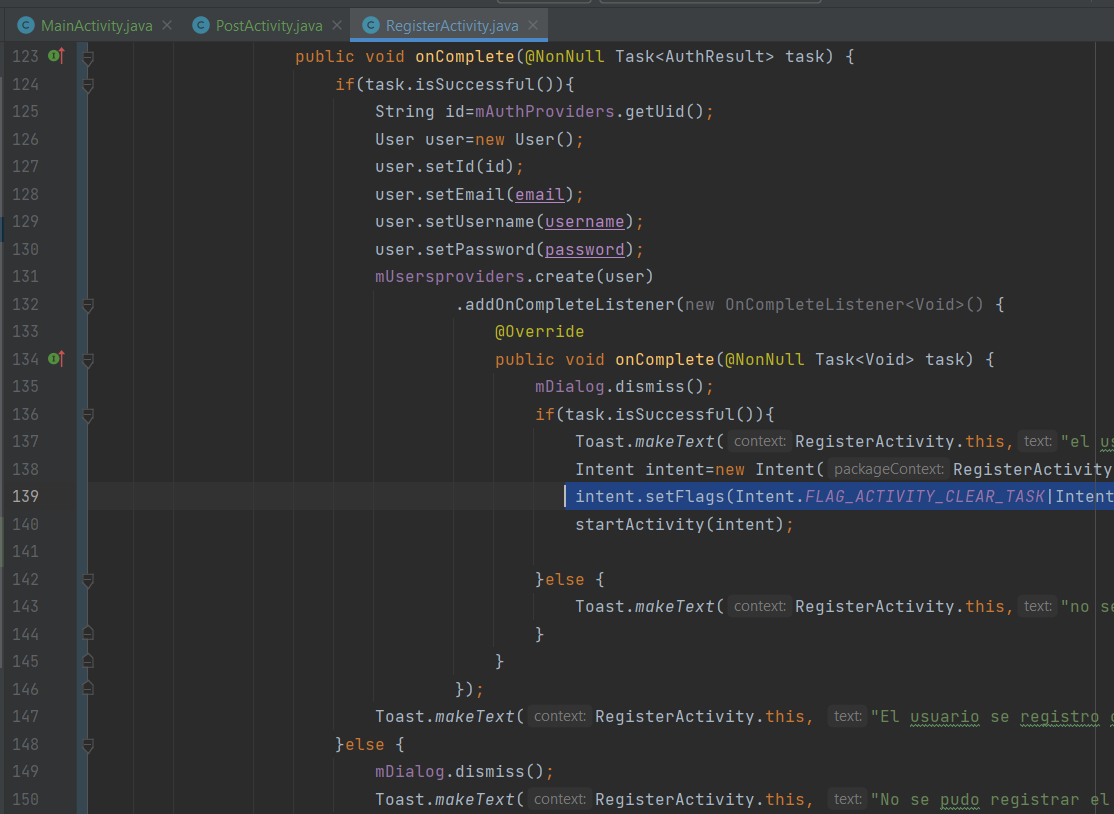 MainActivity.java PostActivity.java RegisterActivity.java
123 public void onComplete(@NonNull Task<AuthResult> task) {
124 if(task.isSuccessful()){
125 String id=mAuthProviders.getUid();
126 User user=new User();
127 user.setId(id);
128 user.setEmail(email);
129 user.setUsername(username);
130 user.setPassword(password);
131 mUsersproviders.create(user)
132 .addOnCompleteListener(new OnCompleteListener<Void>() {
133 @Override
134 public void onComplete(@NonNull Task<Void> task) {
135 mDialog.dismiss();
136 if(task.isSuccessful()){
137 Toast.makeText( context: RegisterActivity.this, text: "el us
138 Intent intent=new Intent( packageContext: RegisterActivity
139 intent.setFlags(Intent.FLAG_ACTIVITY_CLEAR_TASK|Intent
140 startActivity(intent);
141
142 }else {
143 Toast.makeText( context: RegisterActivity.this, text: "no se
144 }
145 }
146 });
147 Toast.makeText( context: RegisterActivity.this, text: "El usuario se registro
148 }else {
149 mDialog.dismiss();
150 Toast.makeText( context: RegisterActivity.this, text: "No se pudo registrar el